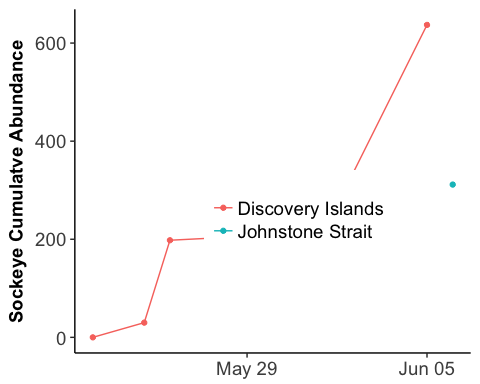 Sockeye Cumulatve Abundance
600
400
200
0
Discovery Islands
Johnstone Strait
May 29
Jun 05